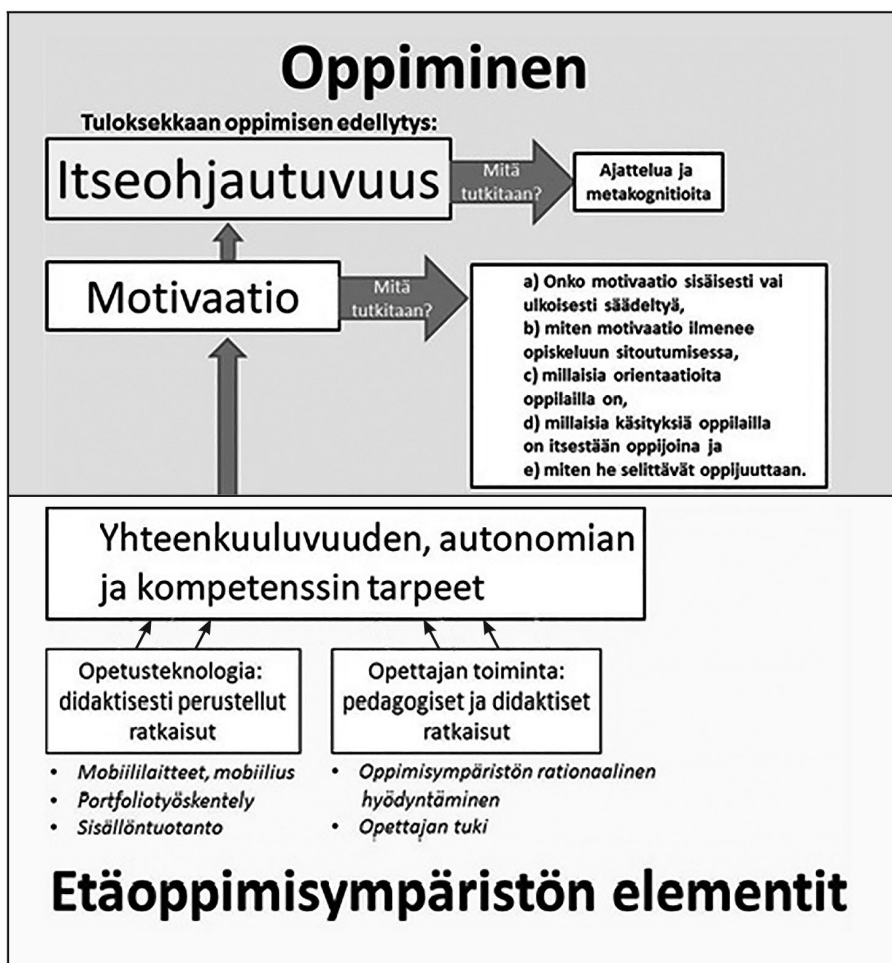 Oppiminen
Tuloksekkaan oppimisen edellytys:
Itseohjautuvuus
Mitä
tutkitaan?
Ajattelua ja
metakognitioita
Motivaatio
Mitä
tutkitaan?
a) Onko motivaatio sisäisesti vai
ulkoisesti säädeltyä,
b) miten motivaatio ilmenee
opiskeluun sitoutumisessa,
c) millaisia orientaatioita
oppilailla on,
d) millaisia käsityksiä oppilailla
on itsestään oppijoina ja
e) miten he selittävät oppijuuttaan.
Yhteenkuuluvuuden, autonomian
ja kompetenssin tarpeet
Opetusteknologia:
didaktisesti perustellut
ratkaisut
• Mobiililaitteet, mobiilius
• Portfoliotyöskentely
• Sisällöntuotanto
Opettajan toiminta:
pedagogiset ja didaktiset
ratkaisut
• Oppimisympäristön rationaalinen
hyödyntäminen
• Opettajan tuki
Etäoppimisympäristön elementit